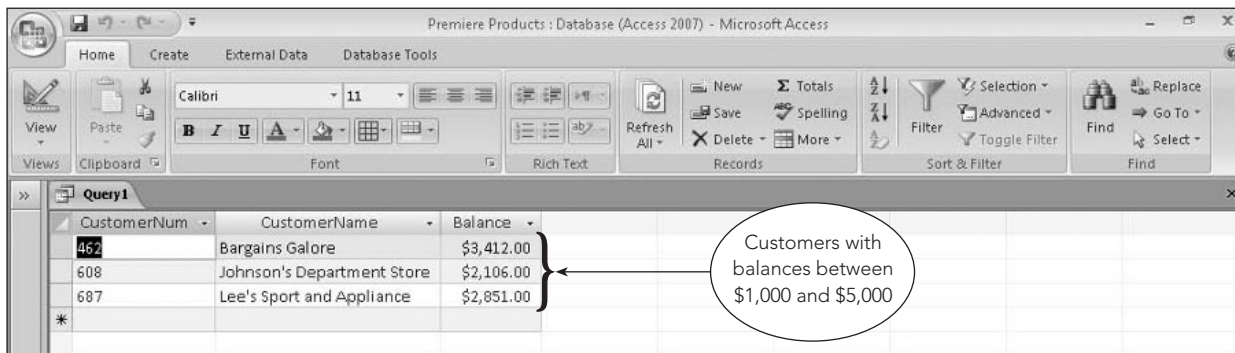 Premiere Products : Database (Access 2007) - Microsoft Access
Home Create External Data Database Tools
View
Paste
Calibri 11
B I U A
ab
Refresh All
New
Save
Delete
Σ Totals
Spelling
More
Filter
Selection
Advanced
Toggle Filter
Find
Replace
Go To
Select
Views Clipboard Font Rich Text Records Sort & Filter Find
» Query1 x
CustomerNum CustomerName Balance
462 Bargains Galore $3,412.00
608 Johnson's Department Store $2,106.00
687 Lee's Sport and Appliance $2,851.00
*
Customers with
balances between
$1,000 and $5,000